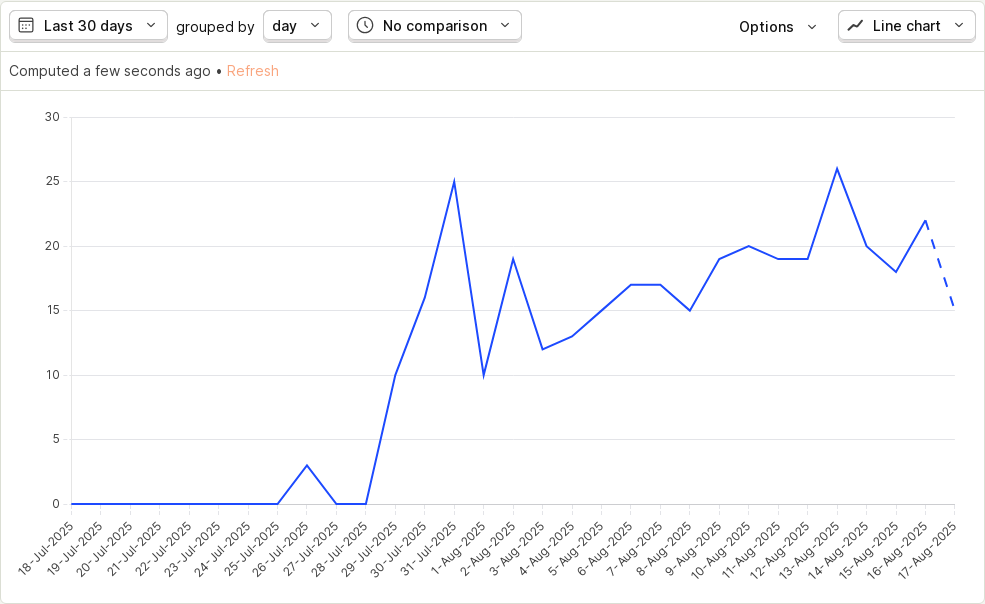 Last 30 days grouped by day No comparison Options Line chart
Computed a few seconds ago • Refresh
30
25
20
15
10
5
0
18-Jul-2025
19-Jul-2025
20-Jul-2025
21-Jul-2025
22-Jul-2025
23-Jul-2025
24-Jul-2025
25-Jul-2025
26-Jul-2025
27-Jul-2025
28-Jul-2025
29-Jul-2025
30-Jul-2025
31-Jul-2025
1-Aug-2025
2-Aug-2025
3-Aug-2025
4-Aug-2025
5-Aug-2025
6-Aug-2025
7-Aug-2025
8-Aug-2025
9-Aug-2025
10-Aug-2025
11-Aug-2025
12-Aug-2025
13-Aug-2025
14-Aug-2025
15-Aug-2025
16-Aug-2025
17-Aug-2025